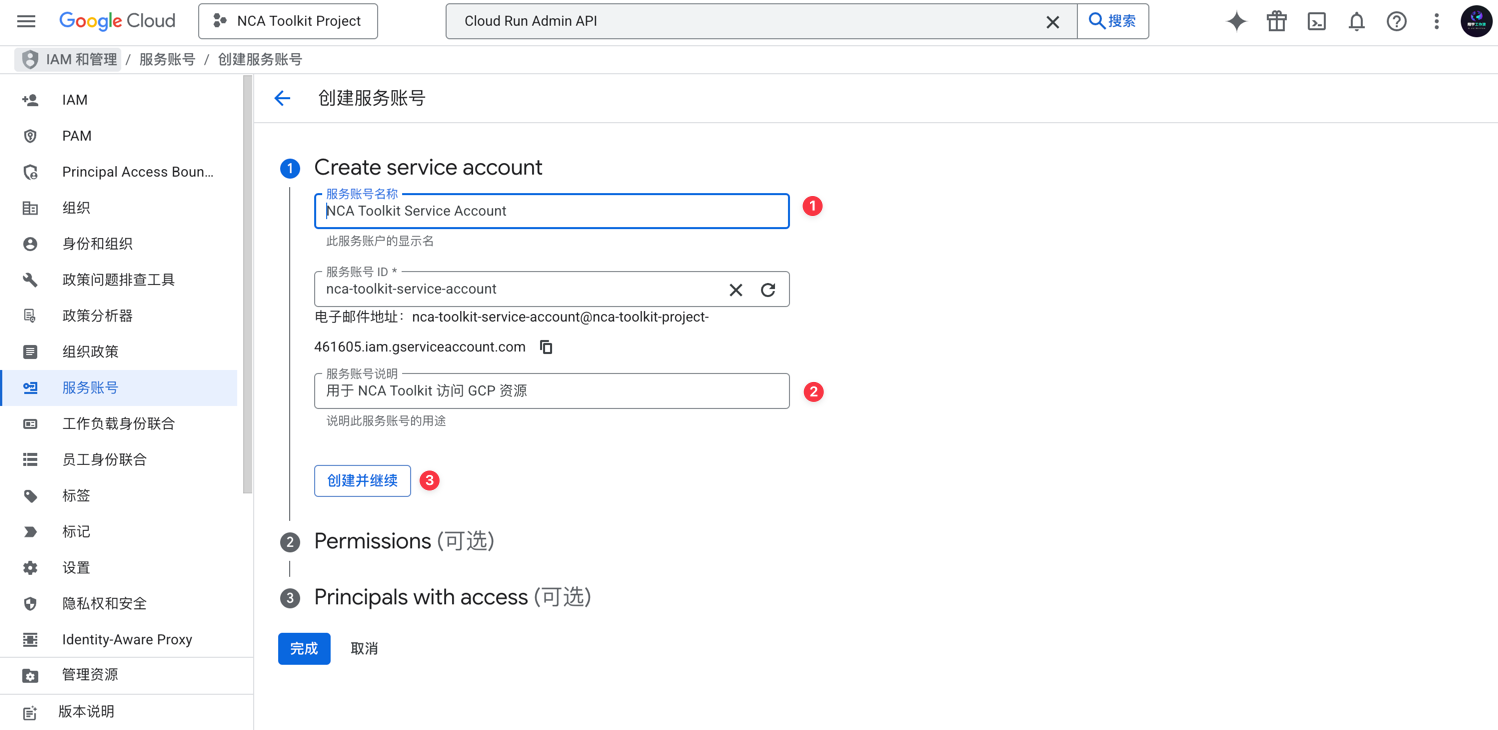 Google Cloud
NCA Toolkit Project
Cloud Run Admin API
搜索
IAM 和管理 / 服务账号 / 创建服务账号
IAM
PAM
Principal Access Boun...
组织
身份和组织
政策问题排查工具
政策分析器
组织政策
服务账号
工作负载身份联合
员工身份联合
标签
标记
设置
隐私权和安全
Identity-Aware Proxy
管理资源
版本说明
创建服务账号
1 Create service account
服务账号名称
NCA Toolkit Service Account
1
此服务账户的显示名
服务账号 ID *
nca-toolkit-service-account
电子邮件地址：nca-toolkit-service-account@nca-toolkit-project-
461605.iam.gserviceaccount.com
服务账号说明
用于 NCA Toolkit 访问 GCP 资源
2
说明此服务账号的用途
创建并继续
3
2 Permissions (可选)
3 Principals with access (可选)
完成
取消